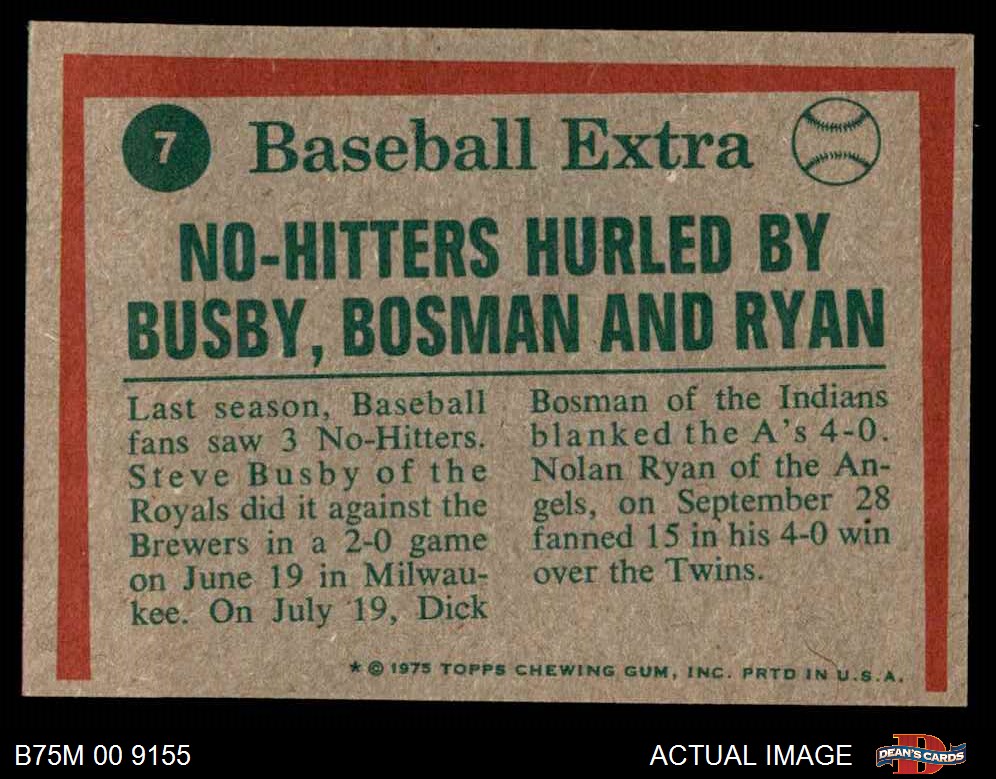 7 Baseball Extra
NO-HITTERS HURLED BY
BUSBY, BOSMAN AND RYAN
Last season, Baseball
fans saw 3 No-Hitters.
Steve Busby of the
Royals did it against the
Brewers in a 2-0 game
on June 19 in Milwau-
kee. On July 19, Dick
Bosman of the Indians
blanked the A's 4-0.
Nolan Ryan of the An-
gels, on September 28
fanned 15 in his 4-0 win
over the Twins.
* © 1975 TOPPS CHEWING GUM, INC. PRTD IN U.S.A.
B75M 00 9155
ACTUAL IMAGE
D
DEAN'S CARDS